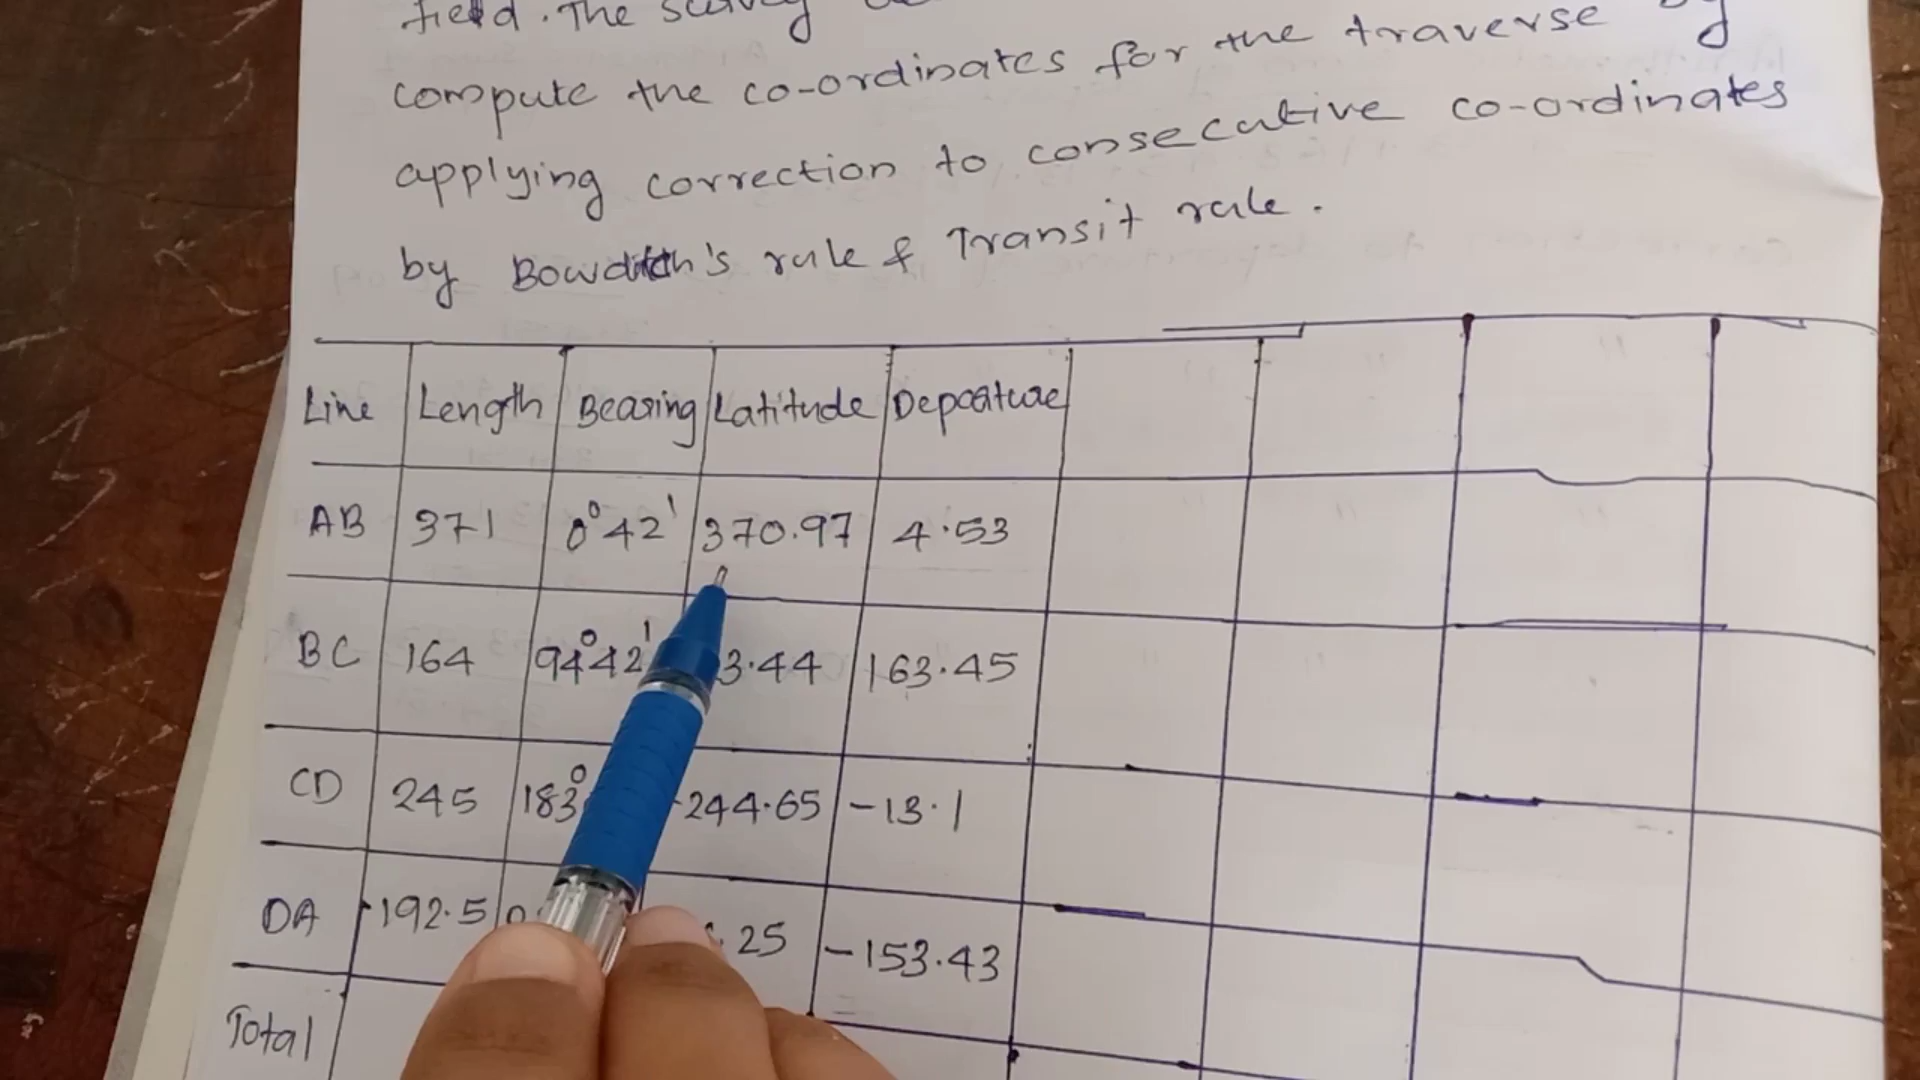 field. The
compute the co-ordinates for the traverse by
applying correction to consecutive co-ordinates
by Bowditch's rule & Transit rule.
Line Length Bearing Latitude Deposture
AB 371 0°42' 370.97 4.53
BC 164 94°42' 3.44 163.45
CD 245 183° -244.65 -13.1
DA 192.5 .25 -153.43
Total